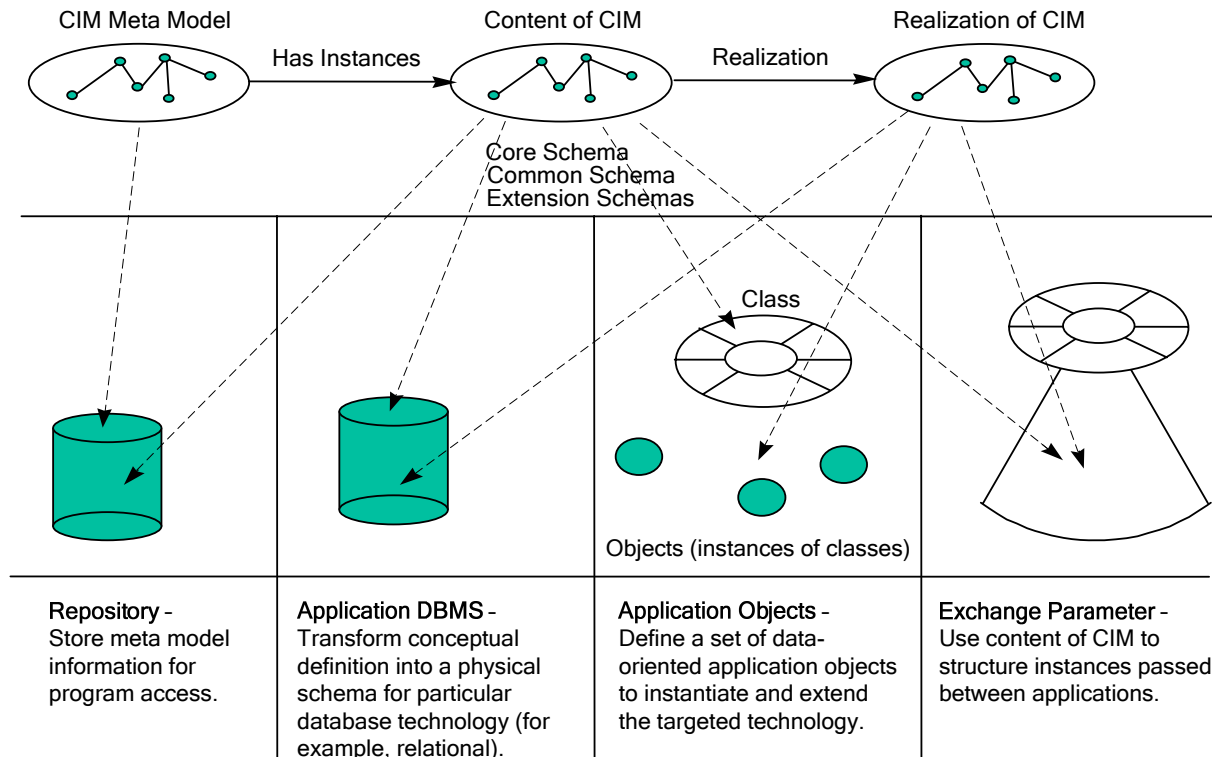 CIM Meta Model
Content of CIM
Realization of CIM
Has Instances
Realization
Core Schema
Common Schema
Extension Schemas
Class
Objects (instances of classes)
Repository -
Store meta model
information for
program access.
Application DBMS -
Transform conceptual
definition into a physical
schema for particular
database technology (for
example, relational).
Application Objects -
Define a set of data-
oriented application objects
to instantiate and extend
the targeted technology.
Exchange Parameter -
Use content of CIM to
structure instances passed
between applications.